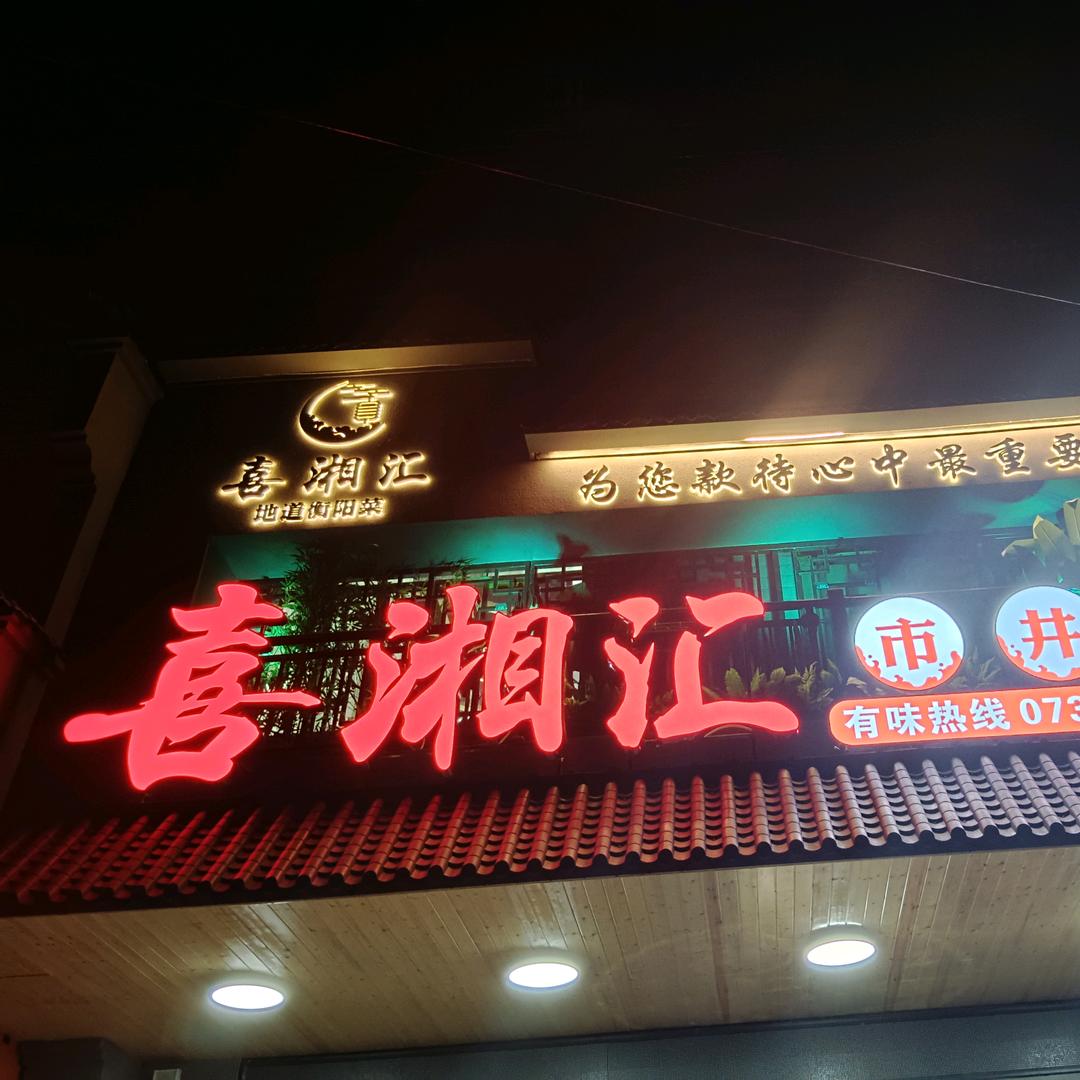 喜湘汇
地道衡阳菜
为您款待心中最重要
喜湘汇
市井
有味热线 073